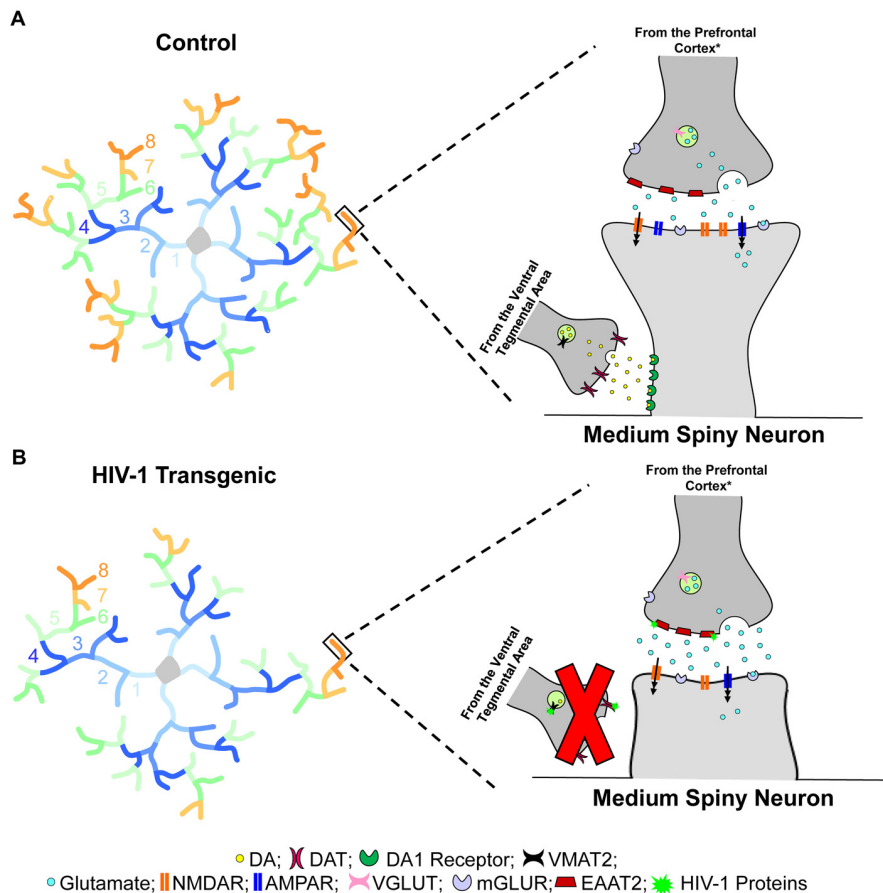 A
Control
From the Prefrontal
Cortex*
8
7
6
5
4
3
2
1
From the Ventral
Tegmental Area
Medium Spiny Neuron
B
HIV-1 Transgenic
From the Prefrontal
Cortex*
8
7
6
5
4
3
2
1
From the Ventral
Tegmental Area
Medium Spiny Neuron
DA; DAT; DA1 Receptor; VMAT2;
Glutamate; NMDAR; AMPAR; VGLUT; mGLUR; EAAT2; HIV-1 Proteins